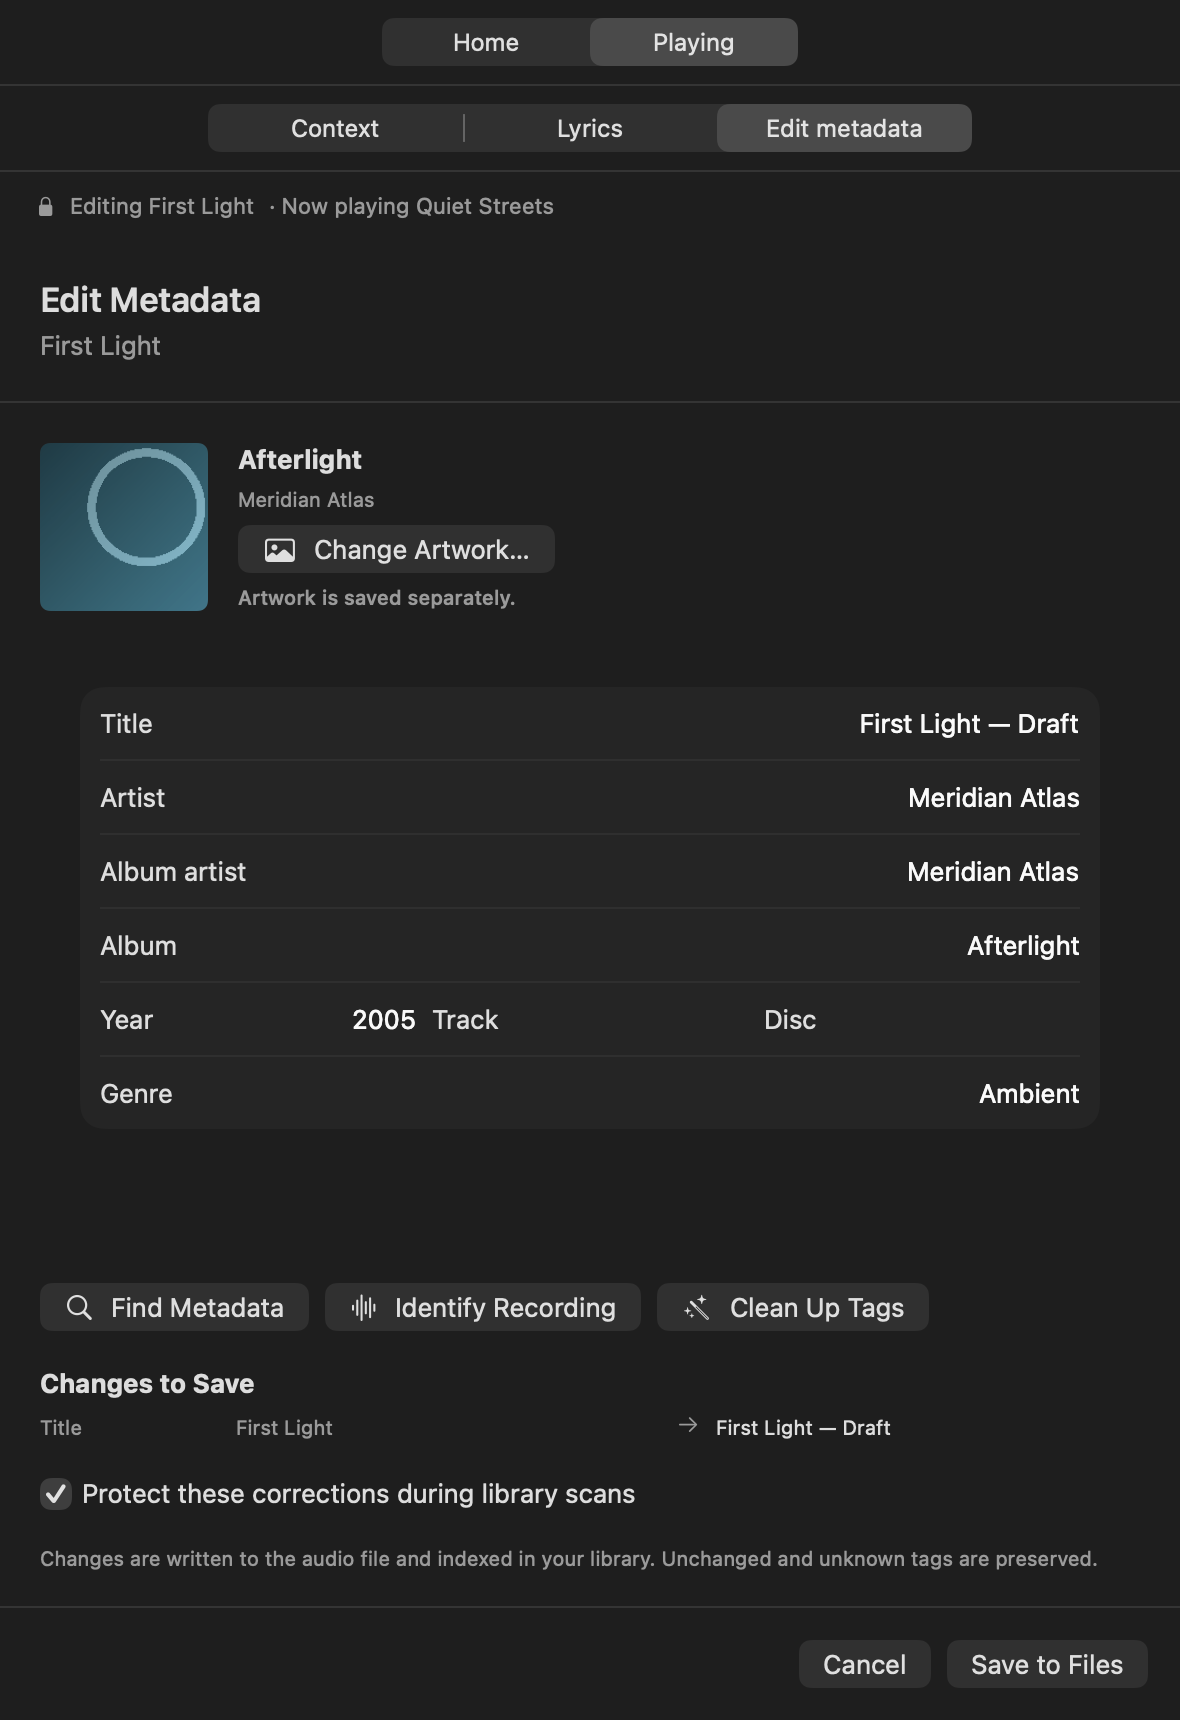 Home Playing
Context Lyrics Edit metadata
Editing First Light · Now playing Quiet Streets
Edit Metadata
First Light
Afterlight
Meridian Atlas
Change Artwork...
Artwork is saved separately.
Title First Light — Draft
Artist Meridian Atlas
Album artist Meridian Atlas
Album Afterlight
Year 2005 Track Disc
Genre Ambient
Find Metadata Identify Recording Clean Up Tags
Changes to Save
Title First Light → First Light — Draft
Protect these corrections during library scans
Changes are written to the audio file and indexed in your library. Unchanged and unknown tags are preserved.
Cancel Save to Files